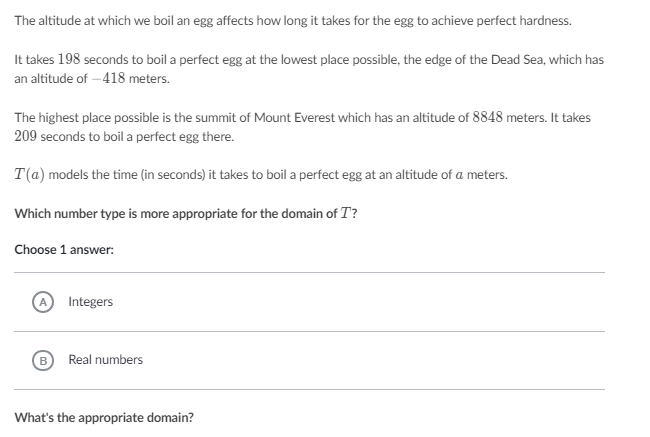 The altitude at which we boil an egg affects how long it takes for the egg to achieve perfect hardness.
It takes 198 seconds to boil a perfect egg at the lowest place possible, the edge of the Dead Sea, which has
an altitude of −418 meters.
The highest place possible is the summit of Mount Everest which has an altitude of 8848 meters. It takes
209 seconds to boil a perfect egg there.
T(a) models the time (in seconds) it takes to boil a perfect egg at an altitude of a meters.
Which number type is more appropriate for the domain of T?
Choose 1 answer:
A Integers
B Real numbers
What's the appropriate domain?